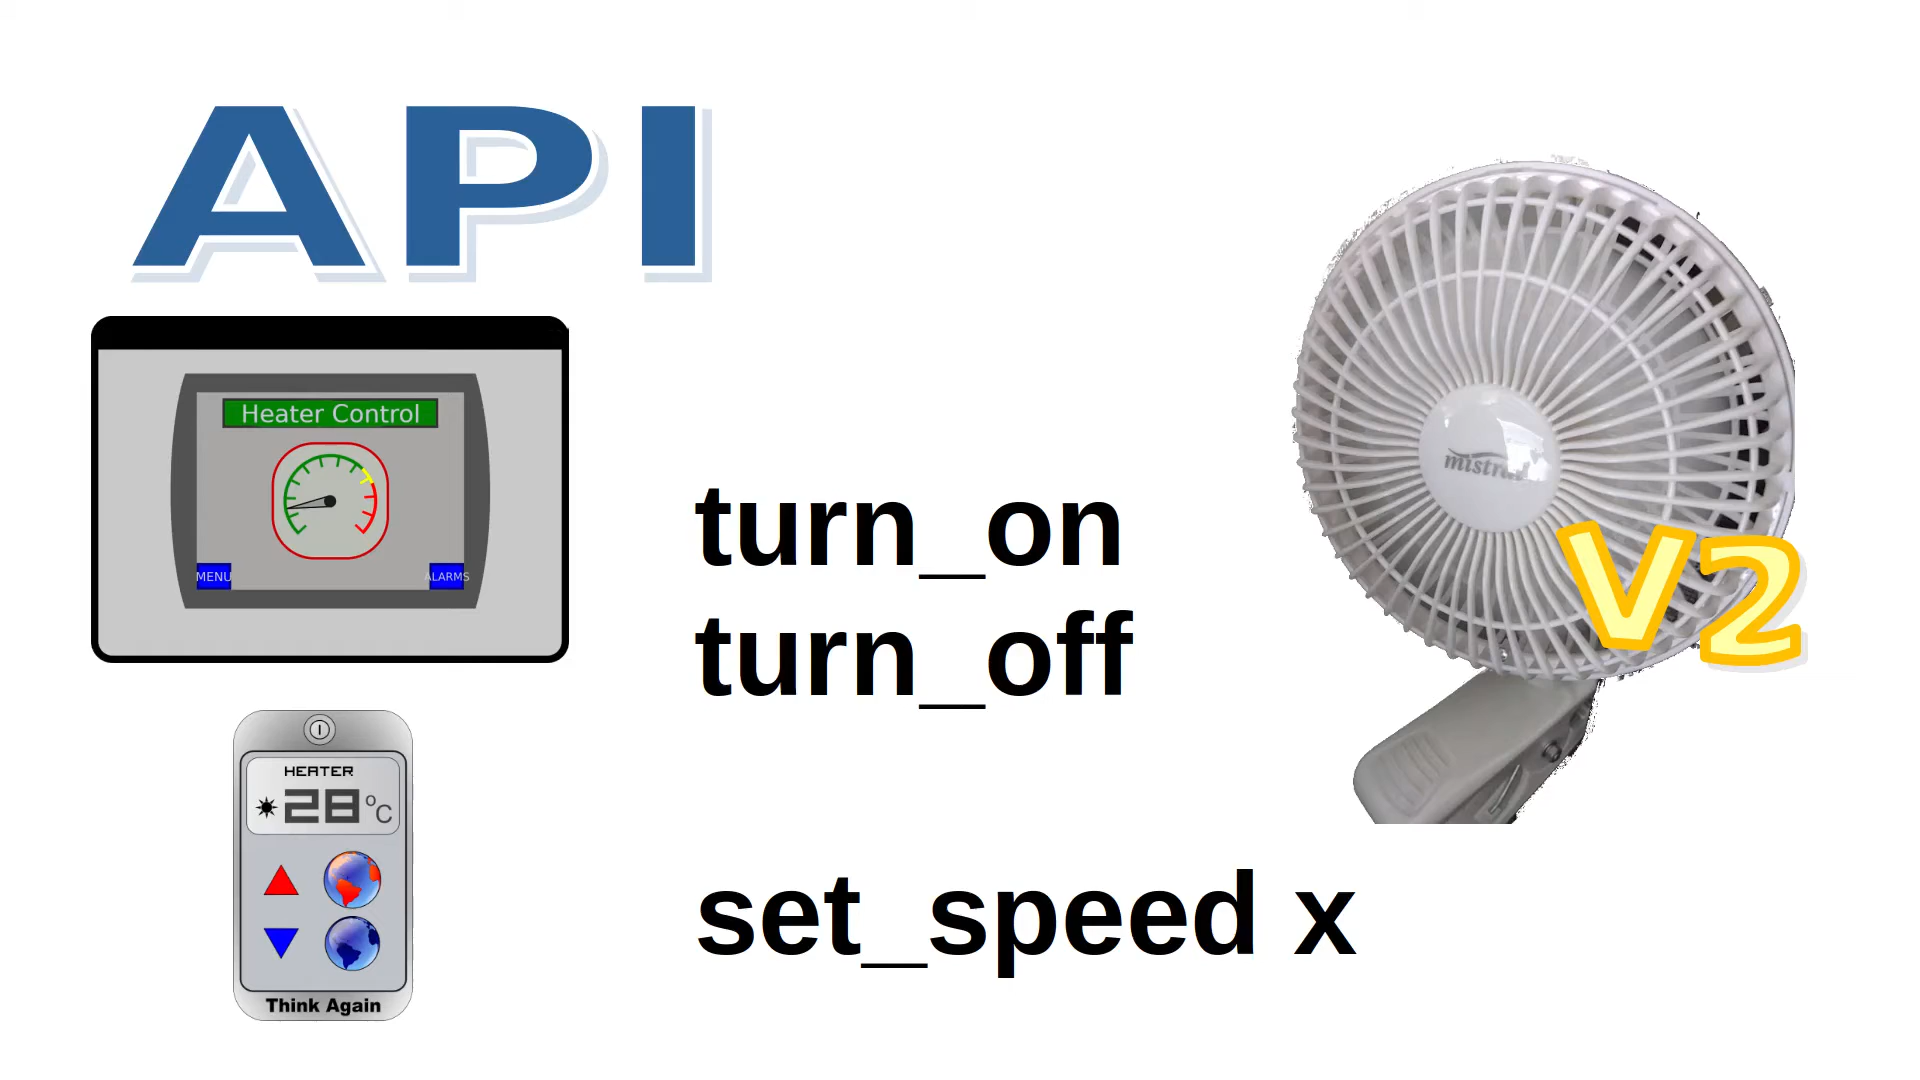 API
Heater Control
MENU
ALARMS
turn_on
turn_off
V2
HEATER
28°C
set_speed x
Think Again